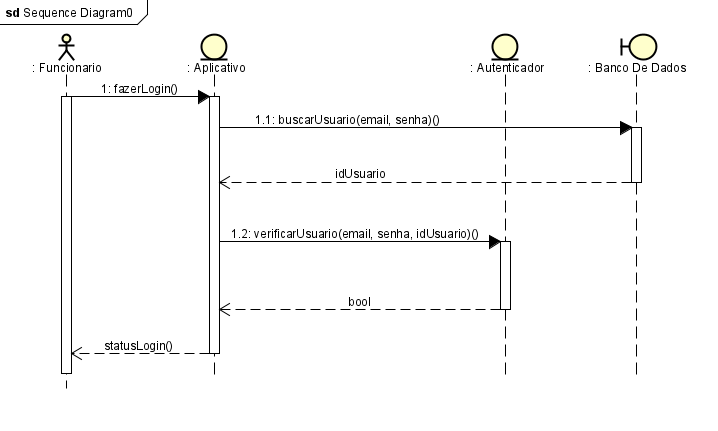 sd Sequence Diagram0
: Funcionario
: Aplicativo
: Autenticador
: Banco De Dados
1: fazerLogin()
1.1: buscarUsuario(email, senha)()
idUsuario
1.2: verificarUsuario(email, senha, idUsuario)()
bool
statusLogin()